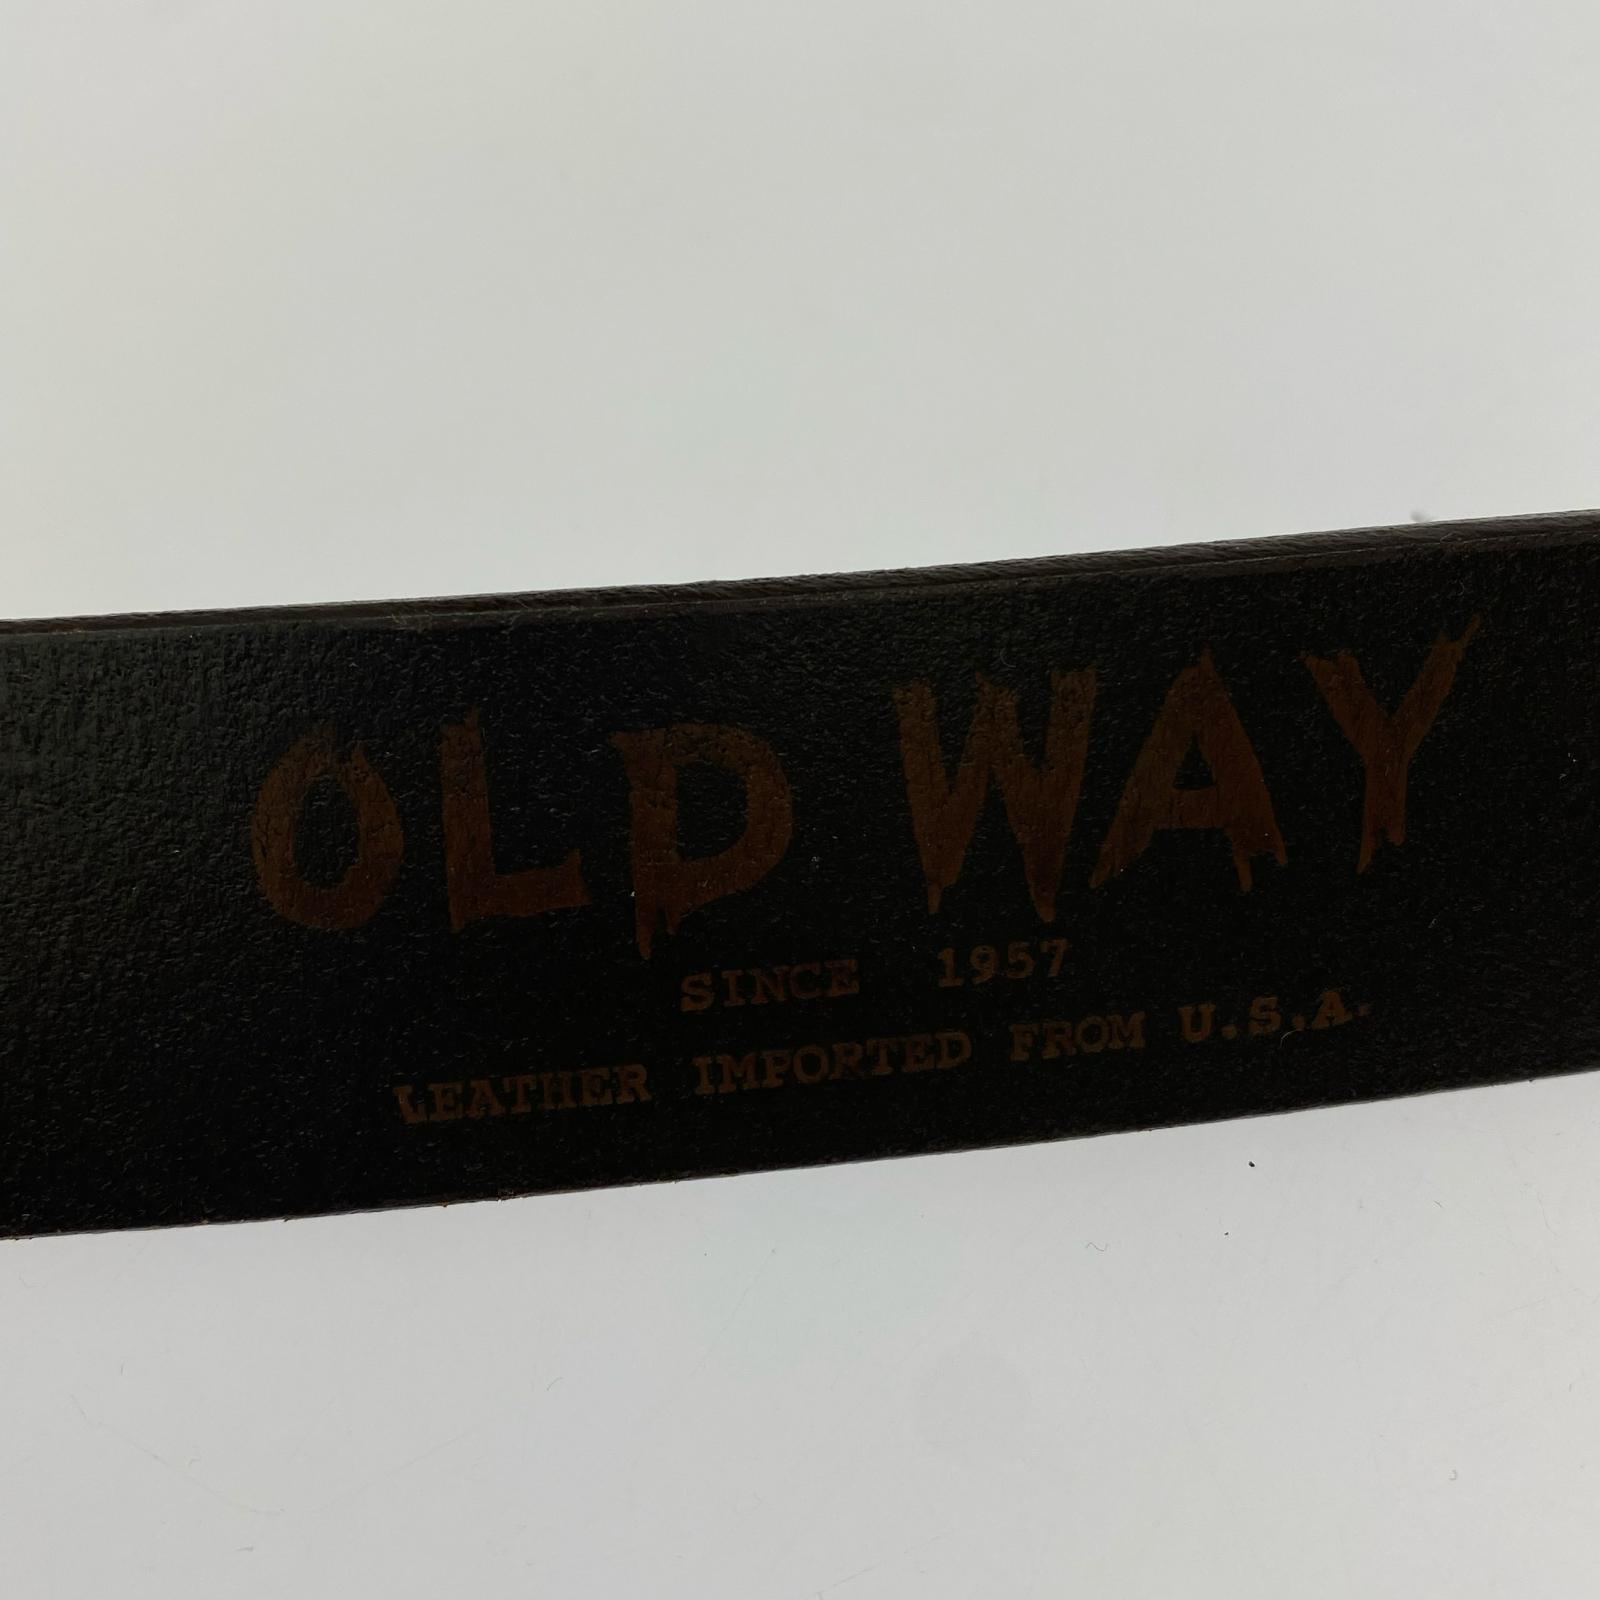 OLD WAY
SINCE 1957
LEATHER IMPORTED FROM U.S.A.